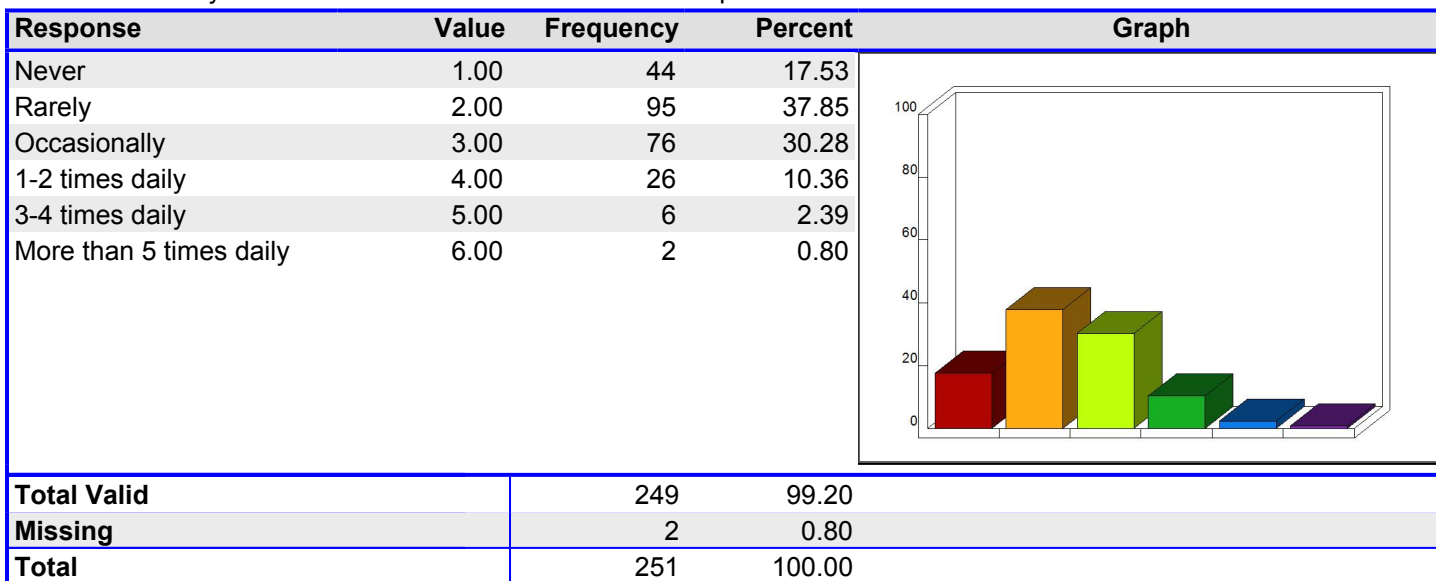 Response Value Frequency Percent Graph
Never 1.00 44 17.53
Rarely 2.00 95 37.85
Occasionally 3.00 76 30.28
1-2 times daily 4.00 26 10.36
3-4 times daily 5.00 6 2.39
More than 5 times daily 6.00 2 0.80
100
80
60
40
20
0
Total Valid 249 99.20
Missing 2 0.80
Total 251 100.00